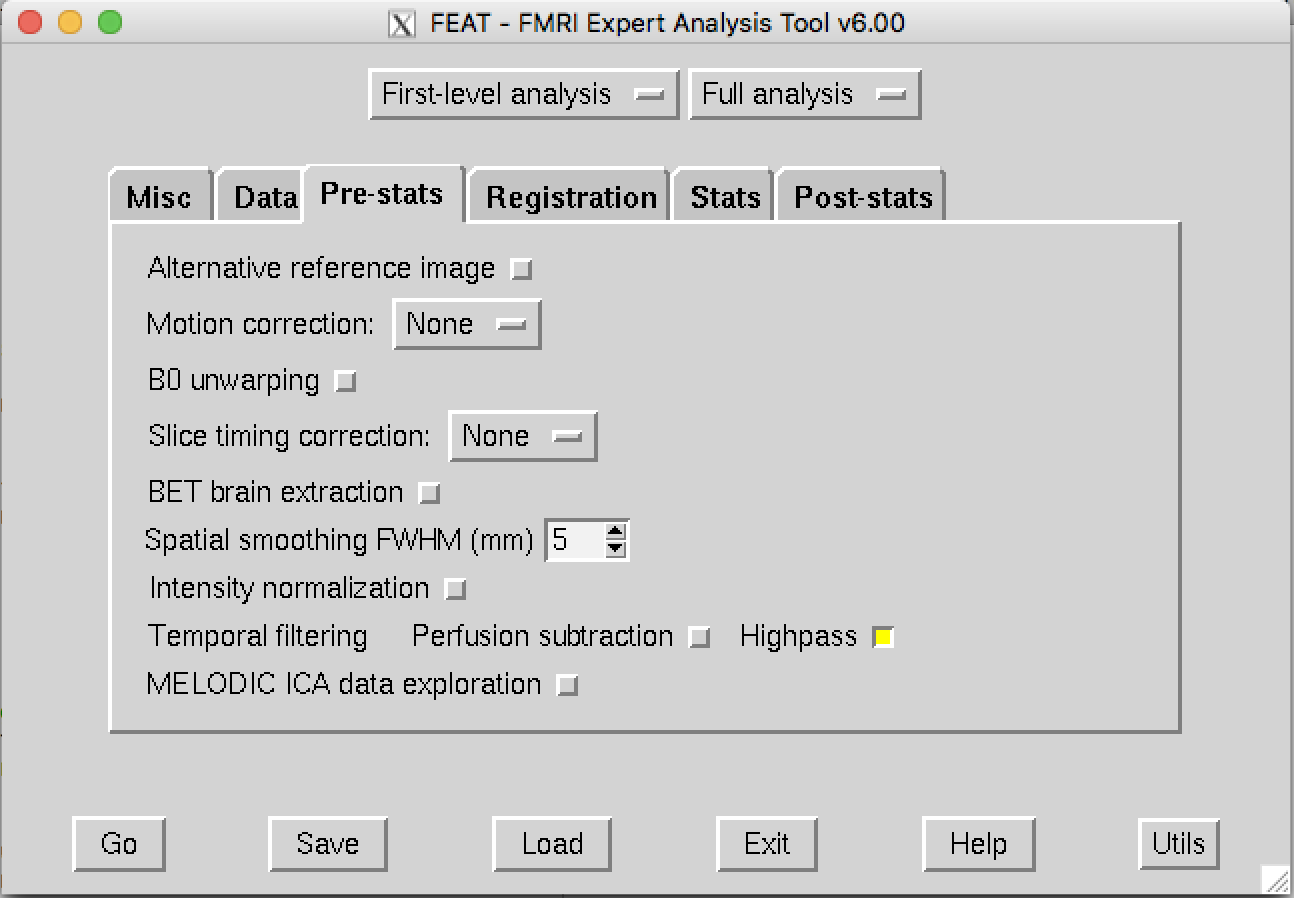 FEAT - FMRI Expert Analysis Tool v6.00
First-level analysis Full analysis
Misc Data Pre-stats Registration Stats Post-stats
Alternative reference image
Motion correction: None
B0 unwarping
Slice timing correction: None
BET brain extraction
Spatial smoothing FWHM (mm) 5
Intensity normalization
Temporal filtering Perfusion subtraction Highpass
MELODIC ICA data exploration
Go Save Load Exit Help Utils